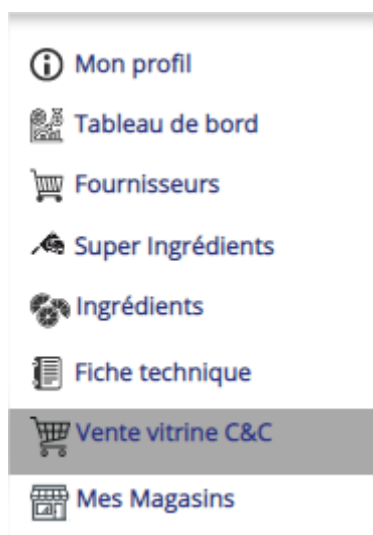 Mon profil
Tableau de bord
Fournisseurs
Super Ingrédients
Ingrédients
Fiche technique
Vente vitrine C&C
Mes Magasins